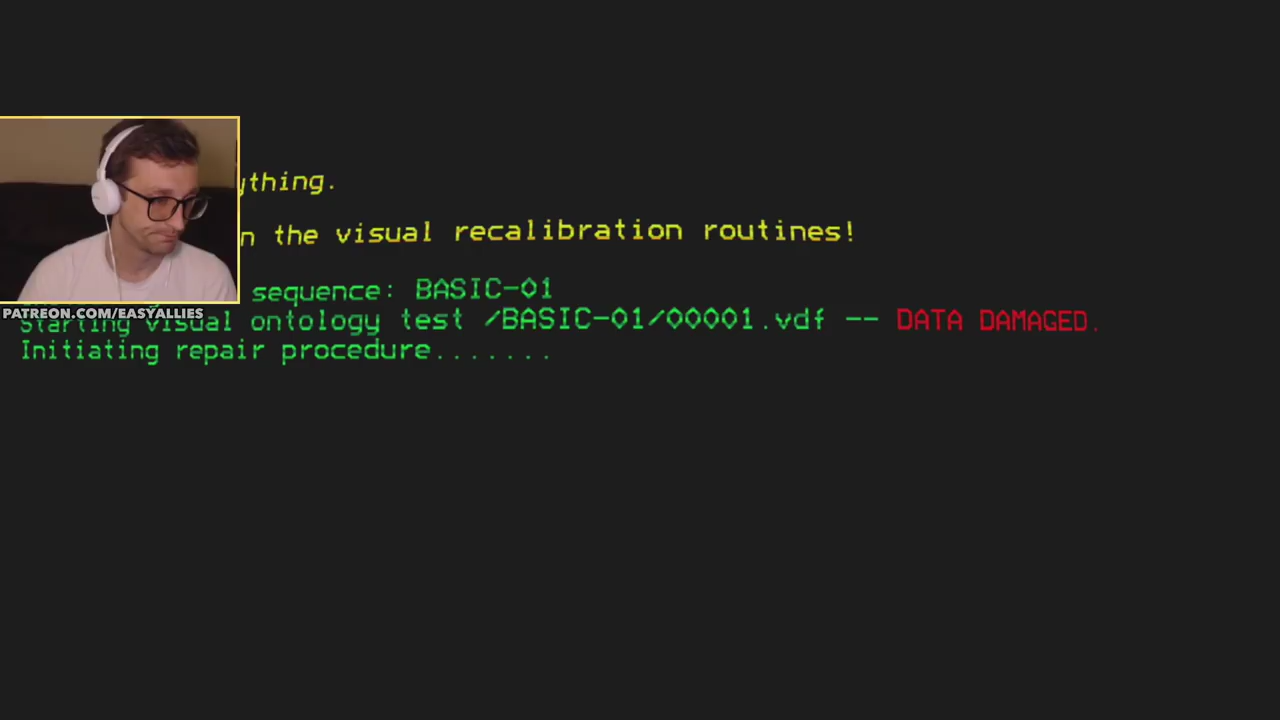 ything.
n the visual recalibration routines!
sequence: BASIC-01
PATREON.COM/EASYALLIES
Starting visual ontology test /BASIC-01/00001.vdf -- DATA DAMAGED.
Initiating repair procedure.......